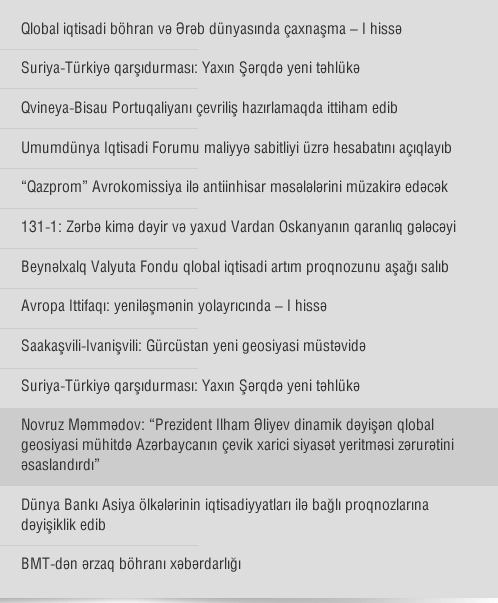 Qlobal iqtisadi böhran və Ərəb dünyasında çaxnaşma – I hissə
Suriya-Türkiyə qarşıdurması: Yaxın Şərqdə yeni təhlükə
Qvineya-Bisau Portuqaliyanı çevriliş hazırlamaqda ittiham edib
Umumdünya Iqtisadi Forumu maliyyə sabitliyi üzrə hesabatını açıqlayıb
“Qazprom” Avrokomissiya ilə antiinhisar məsələlərini müzakirə edəcək
131-1: Zərbə kimə dəyir və yaxud Vardan Oskanyanın qaranlıq gələcəyi
Beynəlxalq Valyuta Fondu qlobal iqtisadi artım proqnozunu aşağı salıb
Avropa Ittifaqı: yeniləşmənin yolayrıcında – I hissə
Saakaşvili-Ivanişvili: Gürcüstan yeni geosiyasi müstəvidə
Suriya-Türkiyə qarşıdurması: Yaxın Şərqdə yeni təhlükə
Novruz Məmmədov: “Prezident Ilham Əliyev dinamik dəyişən qlobal
geosiyasi mühitdə Azərbaycanın çevik xarici siyasət yeritməsi zərurətini
əsaslandırdı”
Dünya Bankı Asiya ölkələrinin iqtisadiyyatları ilə bağlı proqnozlarına
dəyişiklik edib
BMT-dən ərzaq böhranı xəbərdarlığı